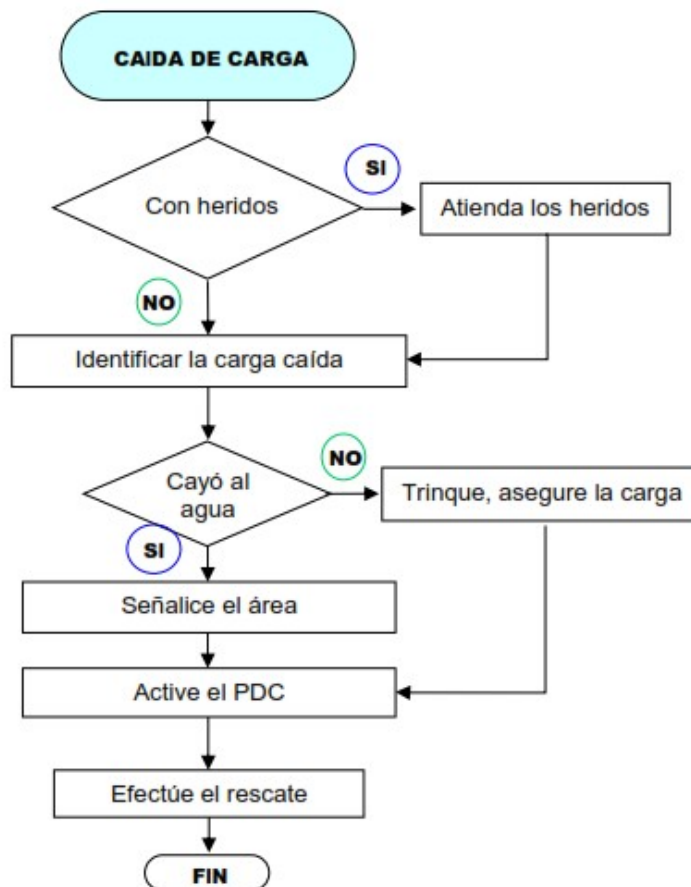 CAIDA DE CARGA
SI
Con heridos
Atienda los heridos
NO
Identificar la carga caída
NO
Cayó al
agua
Trinque, asegure la carga
SI
Señalice el área
Active el PDC
Efectúe el rescate
FIN